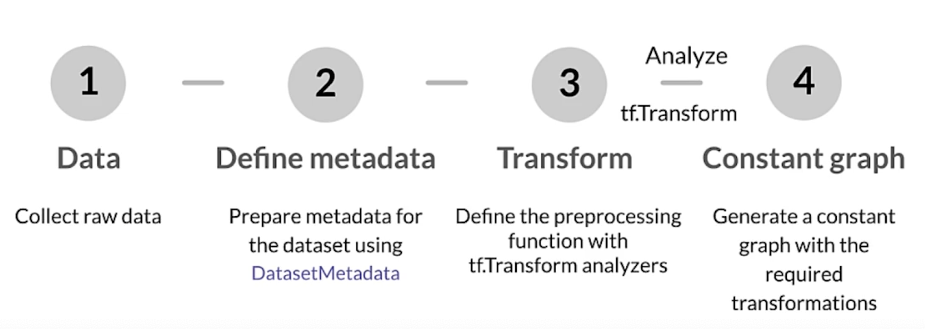 1
2
3
Analyze
tf.Transform
4
Data
Define metadata
Transform
Constant graph
Collect raw data
Prepare metadata for
the dataset using
DatasetMetadata
Define the preprocessing
function with
tf.Transform analyzers
Generate a constant
graph with the
required
transformations